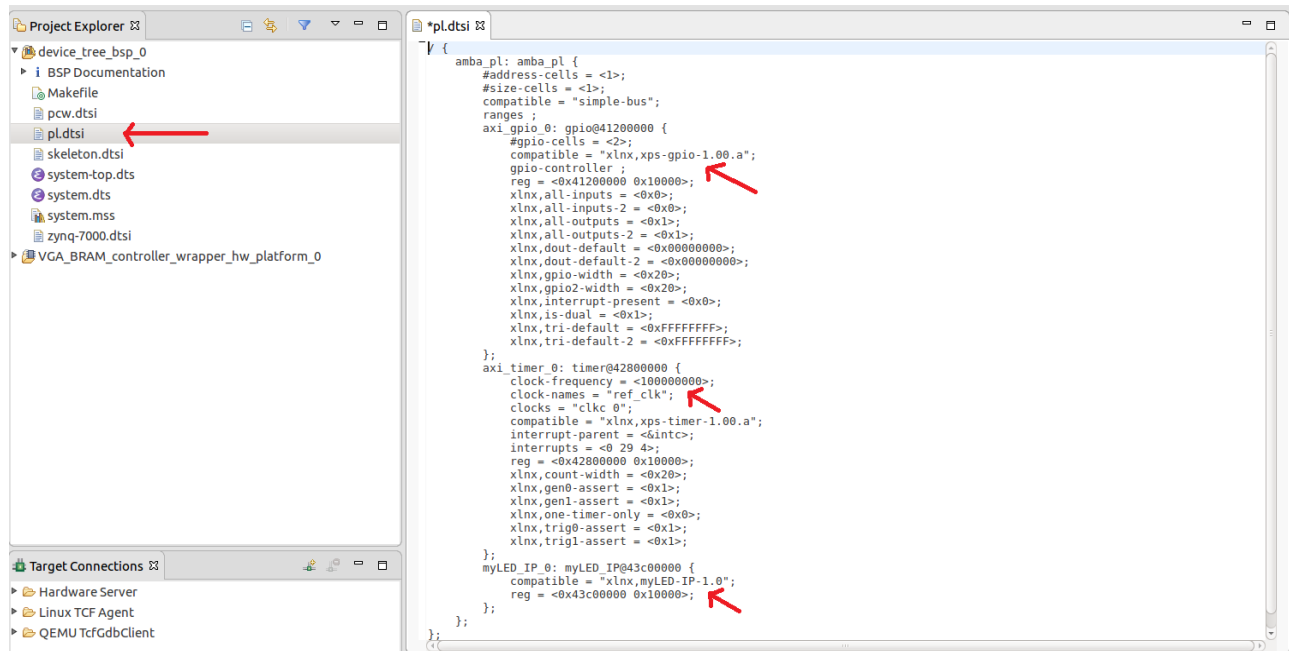 Project Explorer
device_tree_bsp_0
BSP Documentation
Makefile
pcw.dtsi
pl.dtsi
skeleton.dtsi
system-top.dts
system.dts
system.mss
zynq-7000.dtsi
VGA_BRAM_controller_wrapper_hw_platform_0
Target Connections
Hardware Server
Linux TCF Agent
QEMU TcfGdbClient
*pl.dtsi
/ {
amba_pl: amba_pl {
#address-cells = <1>;
#size-cells = <1>;
compatible = "simple-bus";
ranges ;
axi_gpio_0: gpio@41200000 {
#gpio-cells = <2>;
compatible = "xlnx,xps-gpio-1.00.a";
gpio-controller ;
reg = <0x41200000 0x10000>;
xlnx,all-inputs = <0x0>;
xlnx,all-inputs-2 = <0x0>;
xlnx,all-outputs = <0x1>;
xlnx,all-outputs-2 = <0x1>;
xlnx,dout-default = <0x00000000>;
xlnx,dout-default-2 = <0x00000000>;
xlnx,gpio-width = <0x20>;
xlnx,gpio2-width = <0x20>;
xlnx,interrupt-present = <0x0>;
xlnx,is-dual = <0x1>;
xlnx,tri-default = <0xFFFFFFFF>;
xlnx,tri-default-2 = <0xFFFFFFFF>;
};
axi_timer_0: timer@42800000 {
clock-frequency = <100000000>;
clock-names = "ref_clk";
clocks = "clkc 0";
compatible = "xlnx,xps-timer-1.00.a";
interrupt-parent = <&intc>;
interrupts = <0 29 4>;
reg = <0x42800000 0x10000>;
xlnx,count-width = <0x20>;
xlnx,gen0-assert = <0x1>;
xlnx,gen1-assert = <0x1>;
xlnx,one-timer-only = <0x0>;
xlnx,trig0-assert = <0x1>;
xlnx,trig1-assert = <0x1>;
};
myLED_IP_0: myLED_IP@43c00000 {
compatible = "xlnx,myLED-IP-1.0";
reg = <0x43c00000 0x10000>;
};
};
};